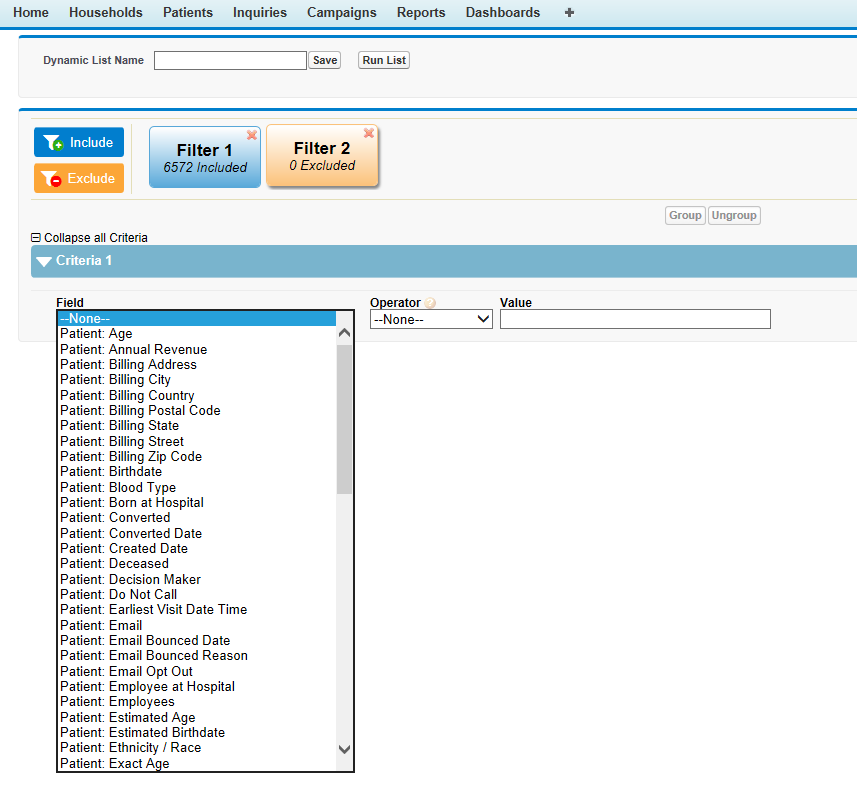 Home Households Patients Inquiries Campaigns Reports Dashboards +
Dynamic List Name Save Run List
Include
Exclude
Filter 1
6572 Included
Filter 2
0 Excluded
Group Ungroup
Collapse all Criteria
Criteria 1
Field Operator ? Value
--None-- --None--
Patient: Age
Patient: Annual Revenue
Patient: Billing Address
Patient: Billing City
Patient: Billing Country
Patient: Billing Postal Code
Patient: Billing State
Patient: Billing Street
Patient: Billing Zip Code
Patient: Birthdate
Patient: Blood Type
Patient: Born at Hospital
Patient: Converted
Patient: Converted Date
Patient: Created Date
Patient: Deceased
Patient: Decision Maker
Patient: Do Not Call
Patient: Earliest Visit Date Time
Patient: Email
Patient: Email Bounced Date
Patient: Email Bounced Reason
Patient: Email Opt Out
Patient: Employee at Hospital
Patient: Employees
Patient: Estimated Age
Patient: Estimated Birthdate
Patient: Ethnicity / Race
Patient: Exact Age